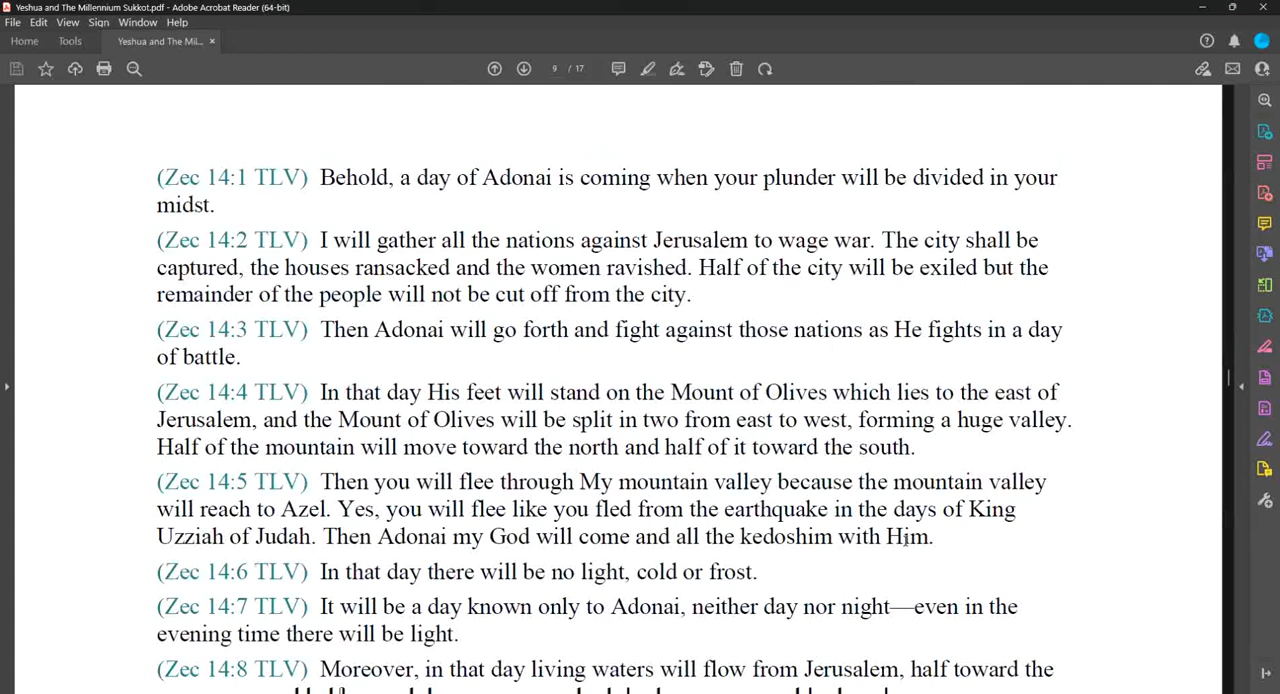 Yeshua and The Millennium Sukkot.pdf - Adobe Acrobat Reader (64-bit)
File Edit View Sign Window Help
Home Tools Yeshua and The Mil... ×
9 / 17
(Zec 14:1 TLV) Behold, a day of Adonai is coming when your plunder will be divided in your
midst.
(Zec 14:2 TLV) I will gather all the nations against Jerusalem to wage war. The city shall be
captured, the houses ransacked and the women ravished. Half of the city will be exiled but the
remainder of the people will not be cut off from the city.
(Zec 14:3 TLV) Then Adonai will go forth and fight against those nations as He fights in a day
of battle.
(Zec 14:4 TLV) In that day His feet will stand on the Mount of Olives which lies to the east of
Jerusalem, and the Mount of Olives will be split in two from east to west, forming a huge valley.
Half of the mountain will move toward the north and half of it toward the south.
(Zec 14:5 TLV) Then you will flee through My mountain valley because the mountain valley
will reach to Azel. Yes, you will flee like you fled from the earthquake in the days of King
Uzziah of Judah. Then Adonai my God will come and all the kedoshim with Him.
(Zec 14:6 TLV) In that day there will be no light, cold or frost.
(Zec 14:7 TLV) It will be a day known only to Adonai, neither day nor night—even in the
evening time there will be light.
(Zec 14:8 TLV) Moreover, in that day living waters will flow from Jerusalem, half toward the